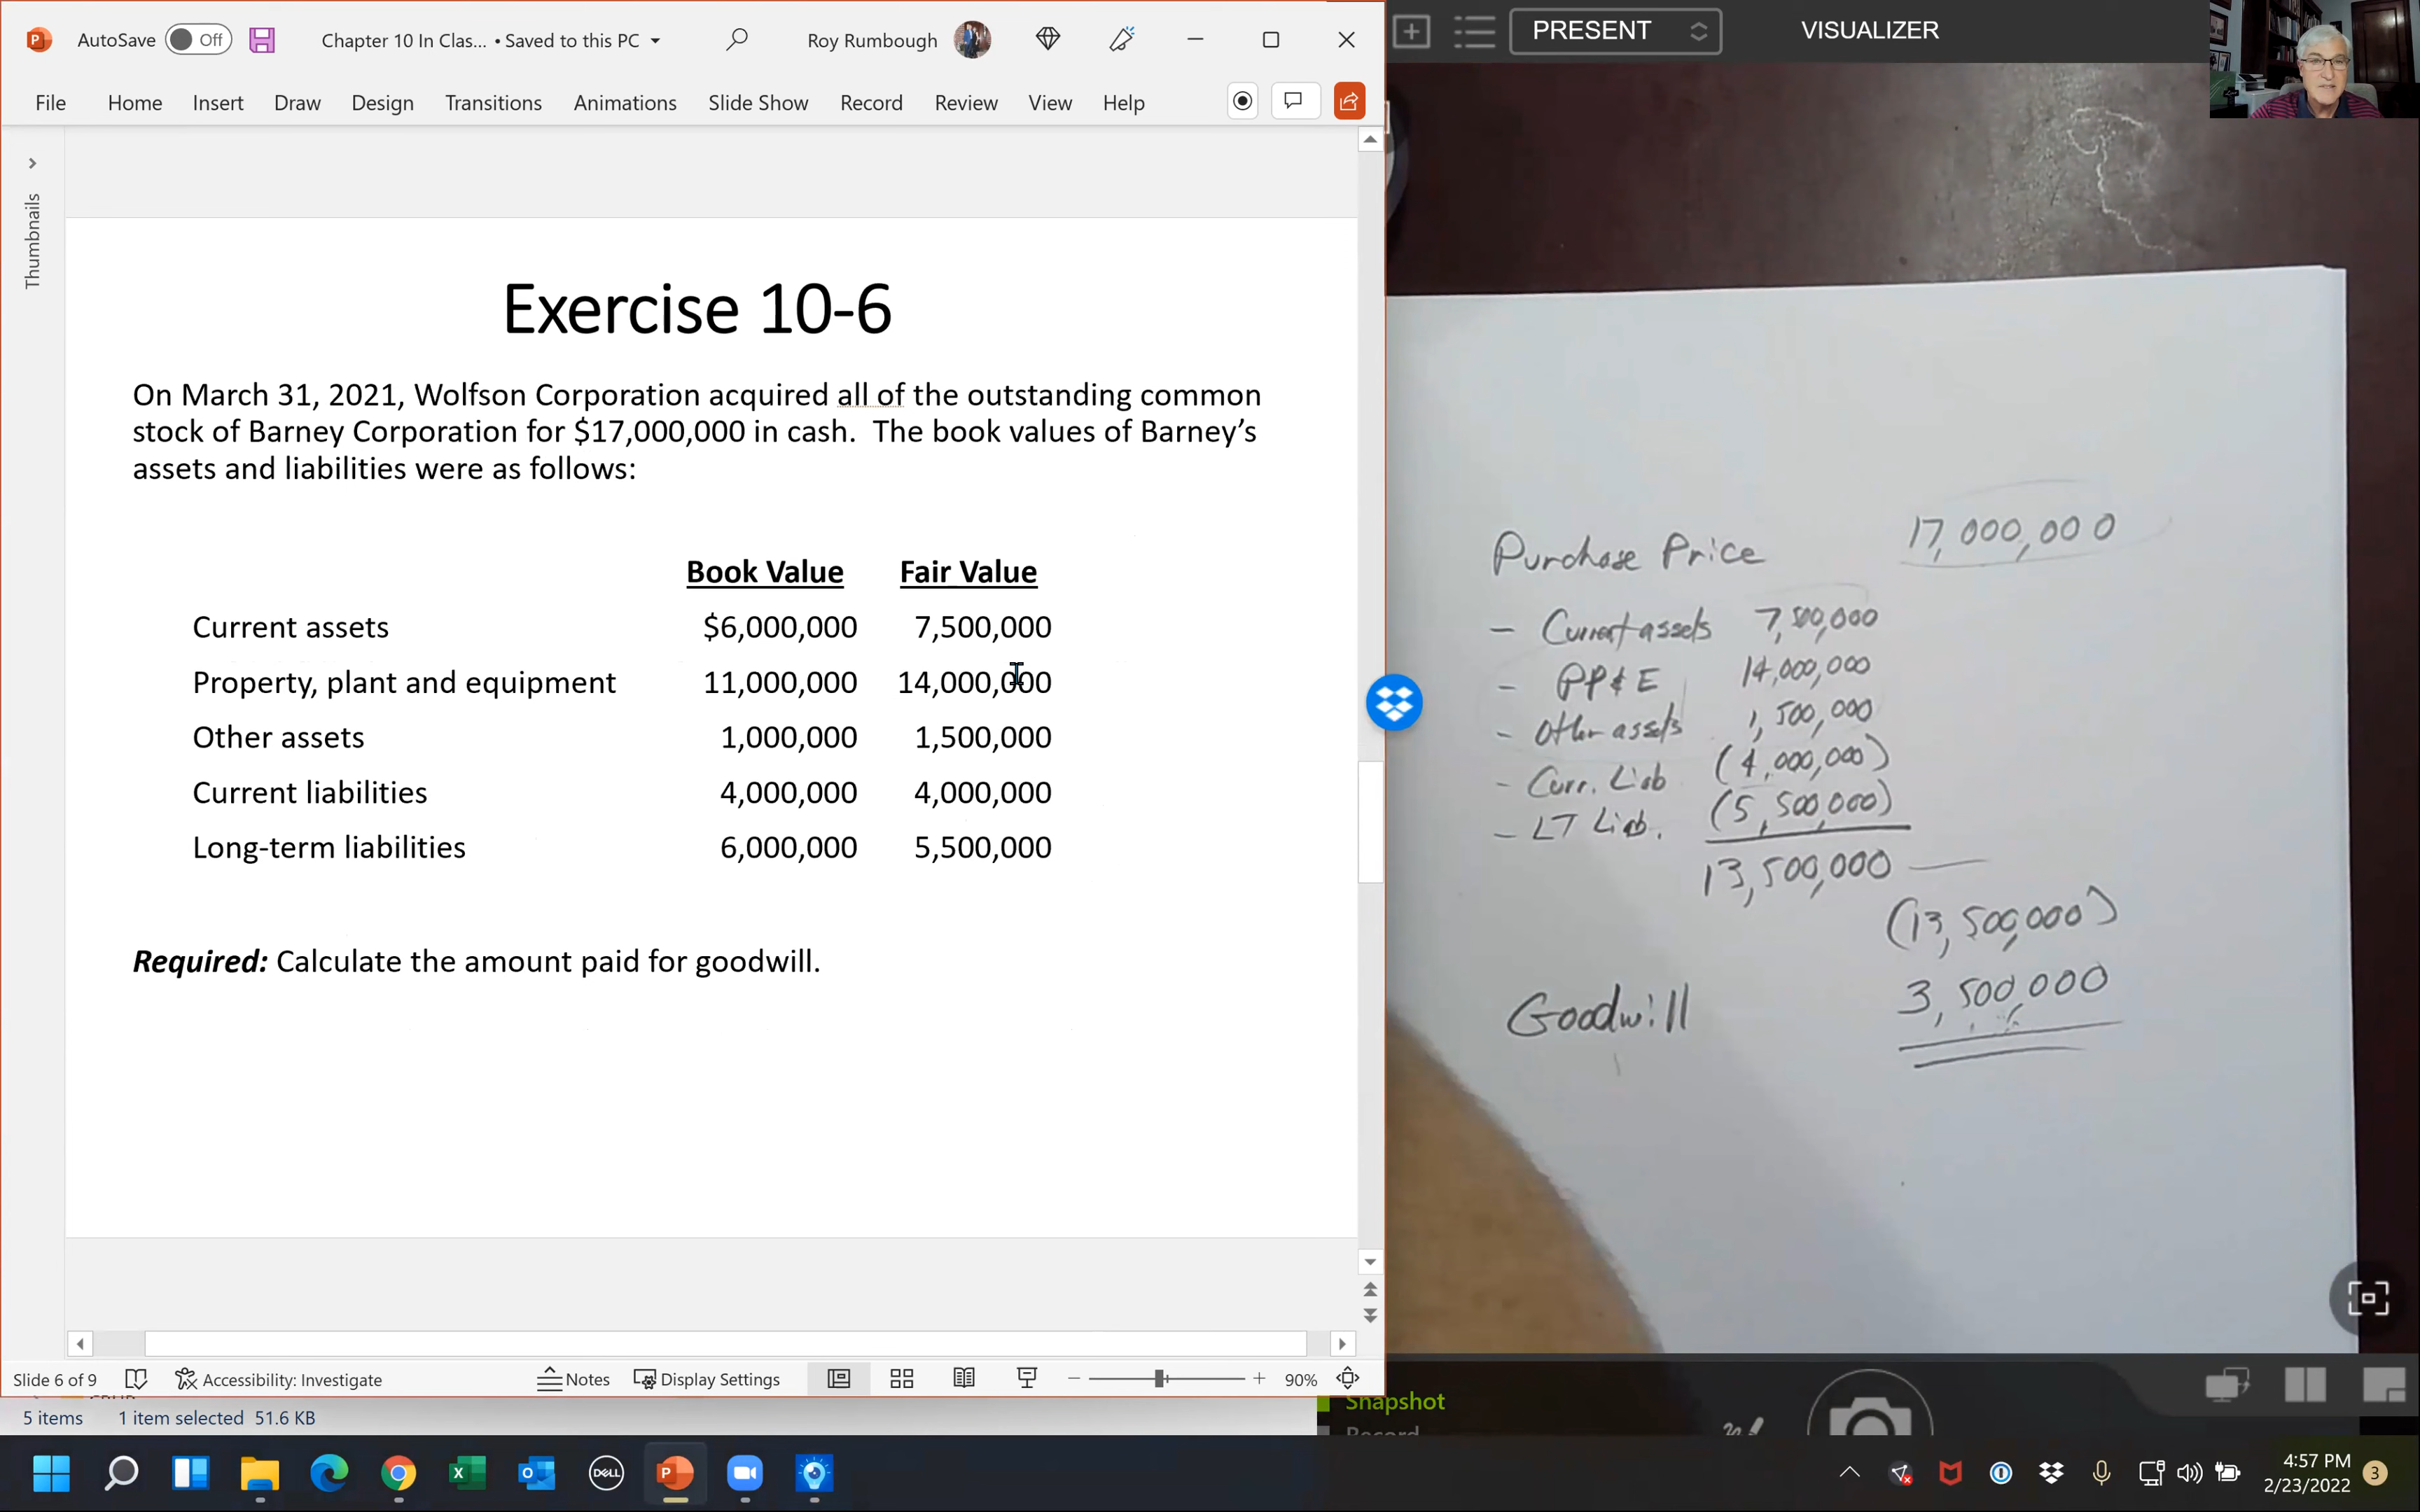 AutoSave Off Chapter 10 In Clas... • Saved to this PC Roy Rumbough
File Home Insert Draw Design Transitions Animations Slide Show Record Review View Help
Thumbnails
Exercise 10-6
On March 31, 2021, Wolfson Corporation acquired all of the outstanding common
stock of Barney Corporation for $17,000,000 in cash. The book values of Barney’s
assets and liabilities were as follows:
Book Value Fair Value
Current assets $6,000,000 7,500,000
Property, plant and equipment 11,000,000 14,000,000
Other assets 1,000,000 1,500,000
Current liabilities 4,000,000 4,000,000
Long-term liabilities 6,000,000 5,500,000
Required: Calculate the amount paid for goodwill.
Slide 6 of 9 Accessibility: Investigate Notes Display Settings 90%
5 items 1 item selected 51.6 KB
PRESENT VISUALIZER
Purchase Price 17,000,000
- Current assets 7,500,000
- PP&E 14,000,000
- Other assets 1,500,000
- Curr. Liab (4,000,000)
- LT Liab. (5,500,000)
13,500,000
(13,500,000)
Goodwill 3,500,000
Snapshot
Record
DELL
4:57 PM
2/23/2022
3